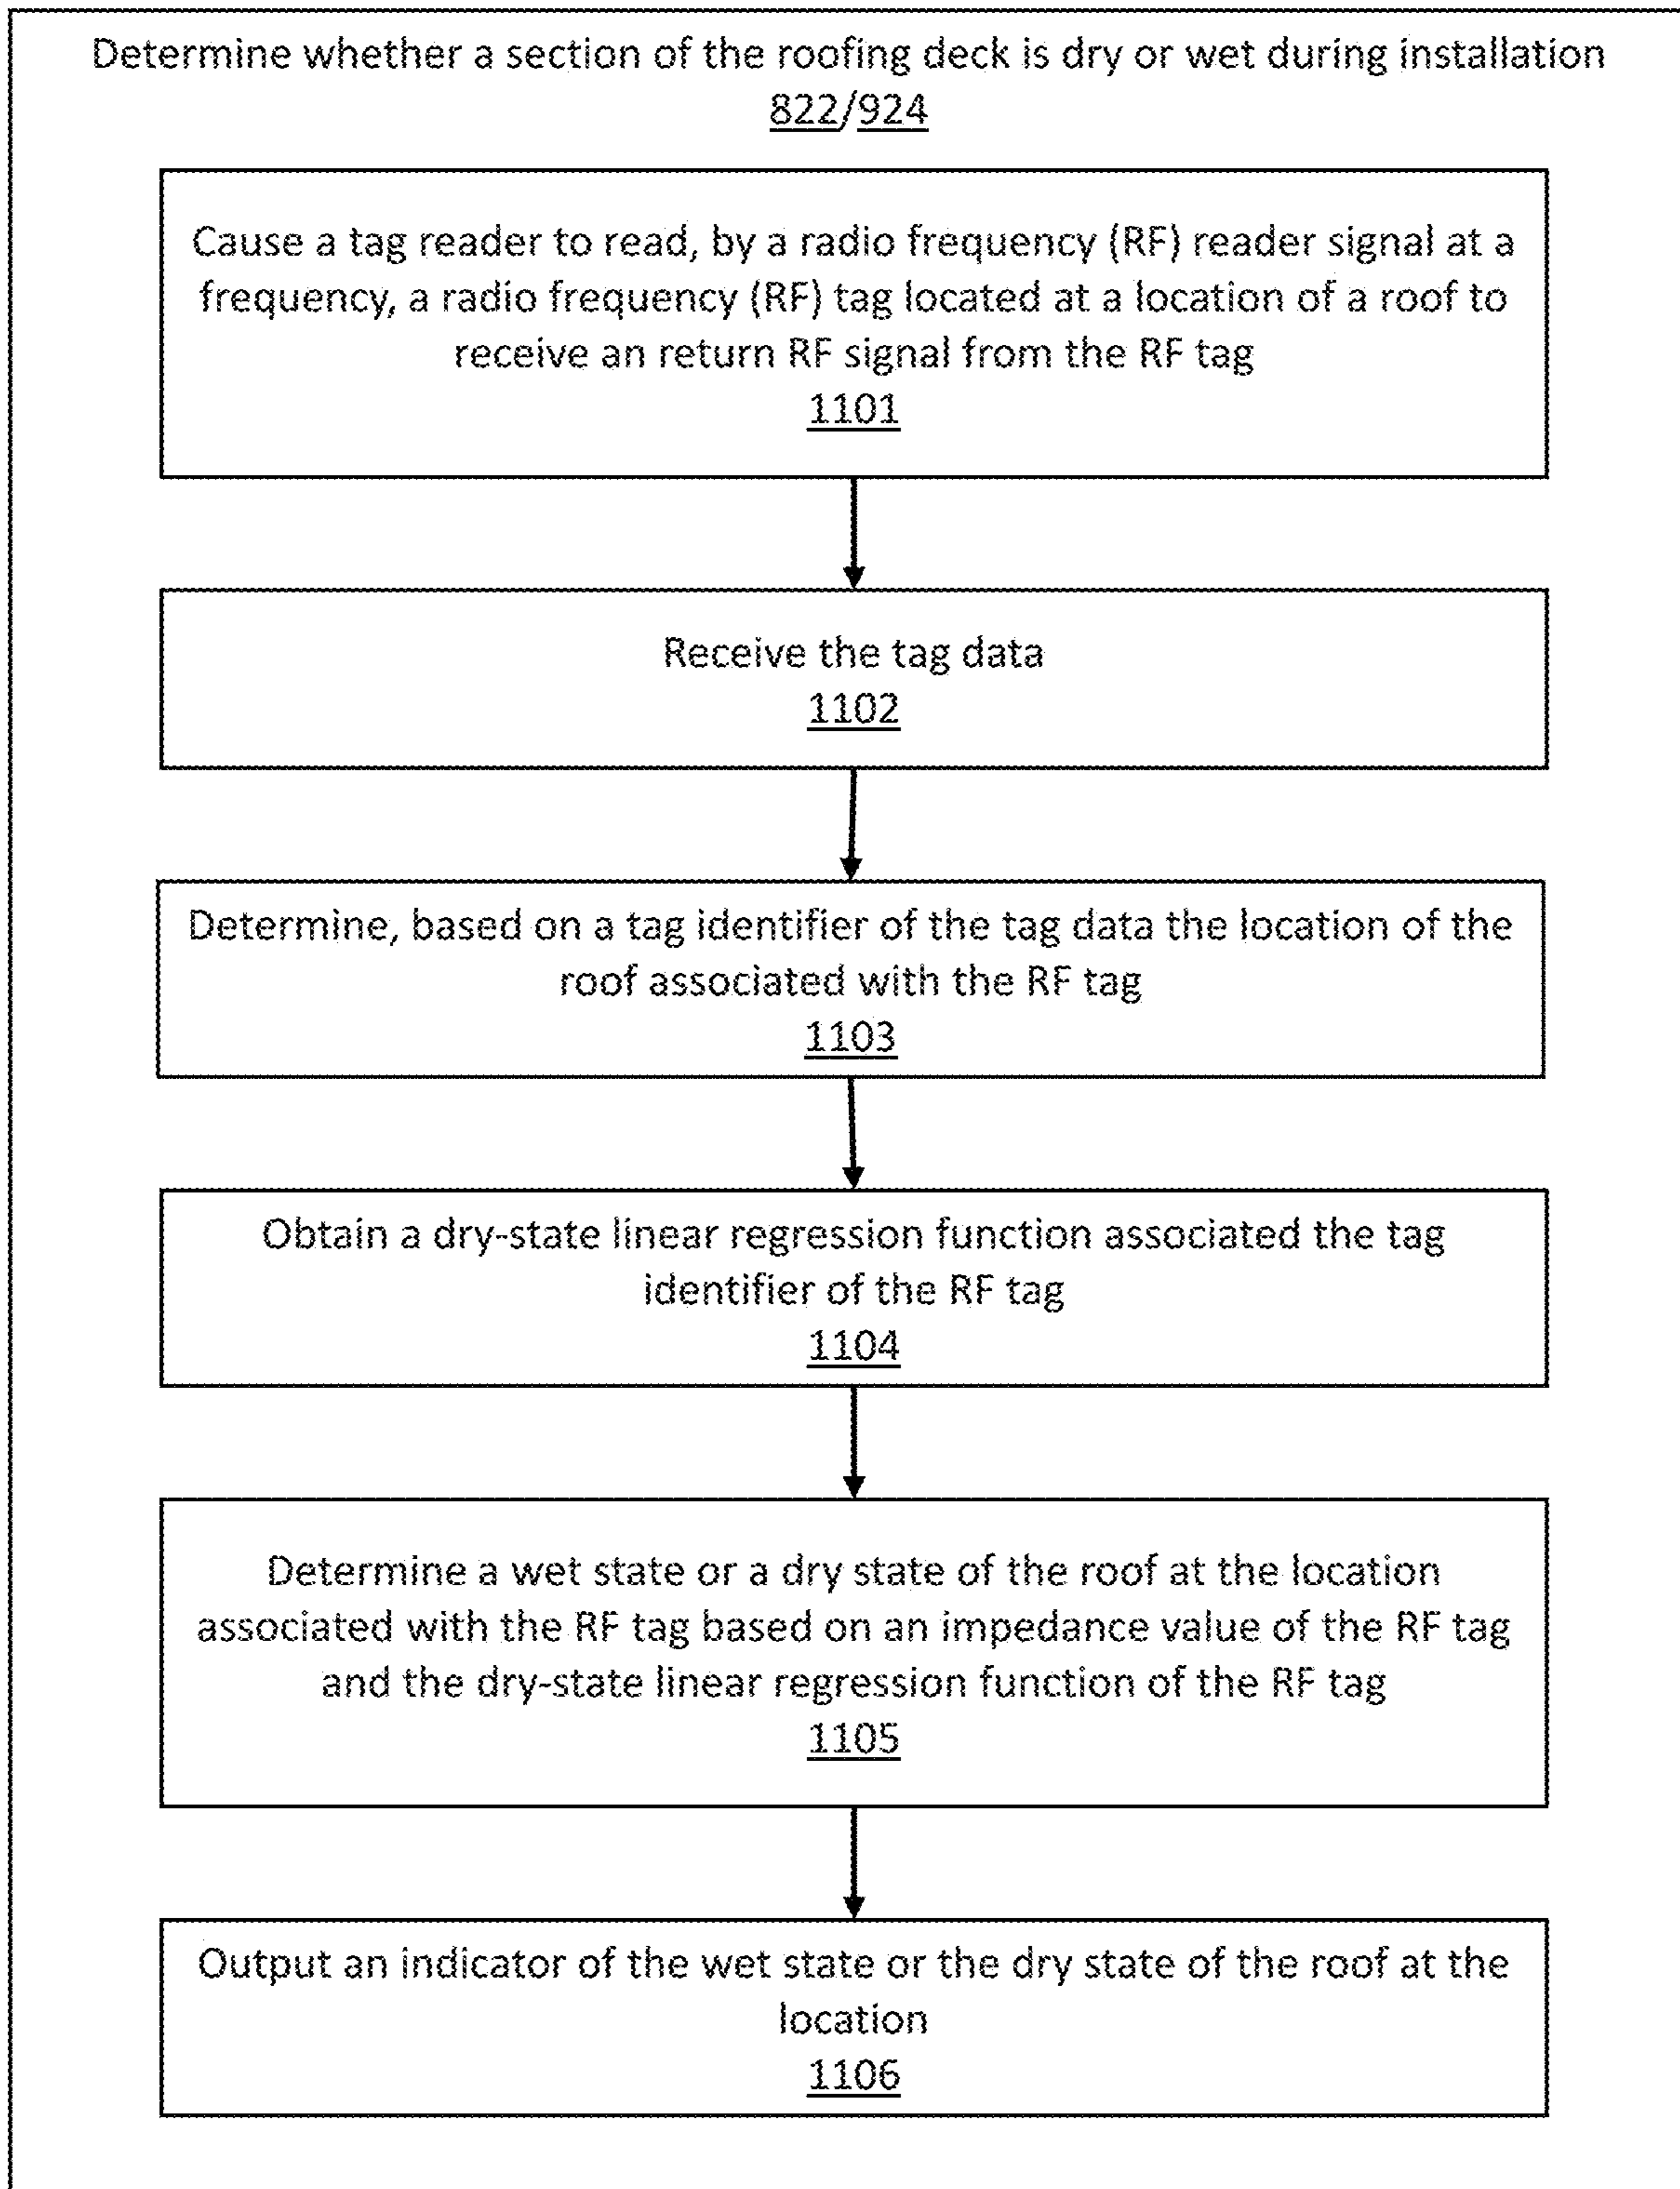 Determine whether a section of the roofing deck is dry or wet during installation
822/924
Cause a tag reader to read, by a radio frequency (RF) reader signal at a
frequency, a radio frequency (RF) tag located at a location of a roof to
receive an return RF signal from the RF tag
1101
Receive the tag data
1102
Determine, based on a tag identifier of the tag data the location of the
roof associated with the RF tag
1103
Obtain a dry-state linear regression function associated the tag
identifier of the RF tag
1104
Determine a wet state or a dry state of the roof at the location
associated with the RF tag based on an impedance value of the RF tag
and the dry-state linear regression function of the RF tag
1105
Output an indicator of the wet state or the dry state of the roof at the
location
1106